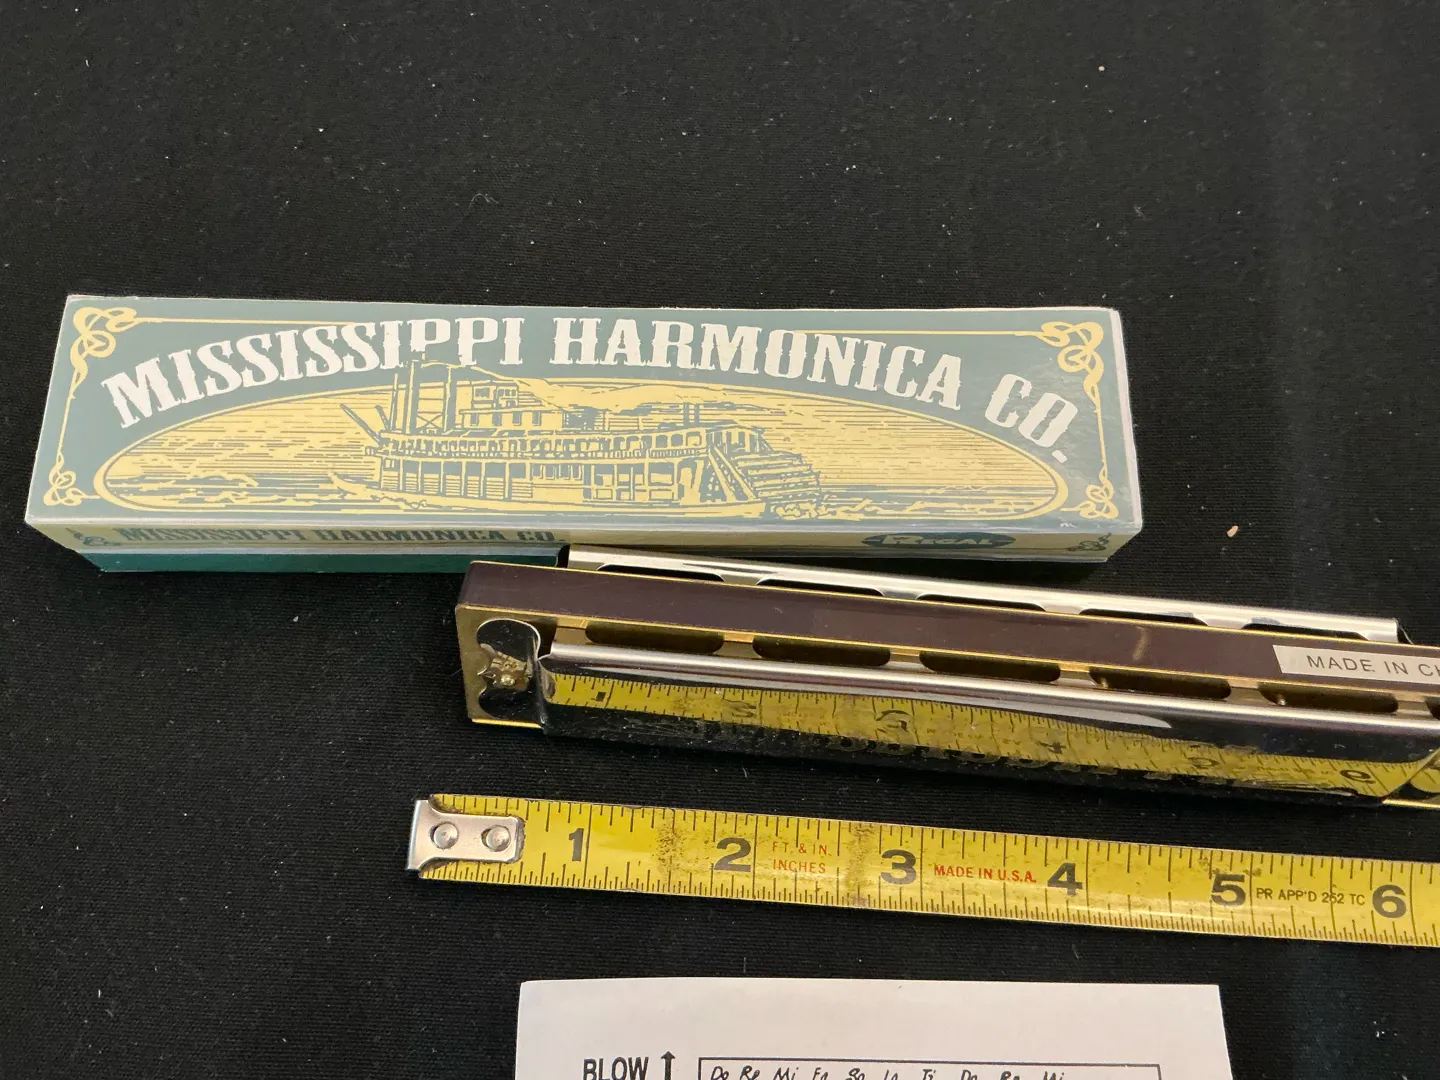 MISSISSIPPI HARMONICA CO.
MISSISSIPPI HARMONICA CO.
REGAL
MADE IN CH
1 2 FT. & IN. INCHES 3 MADE IN U.S.A. 4 5 PR APP'D 252 TC 6
BLOW ↑ Do Re Mi Fa So La Ti Do Re Mi